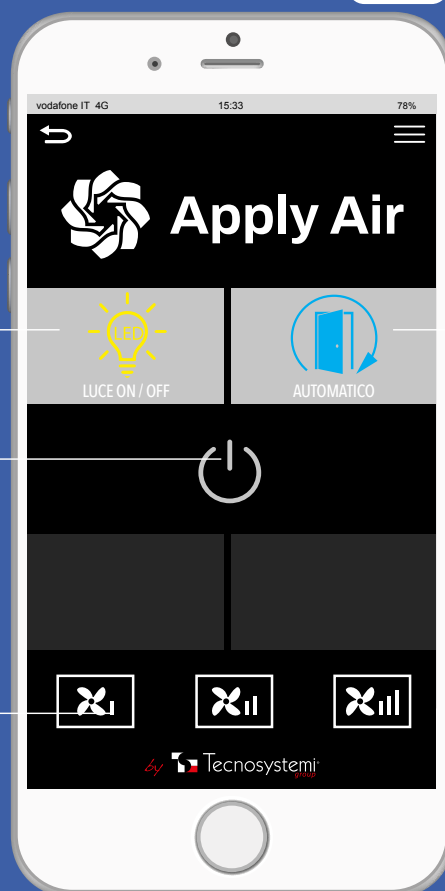 vodafone IT 4G 15:33 78%
Apply Air
LED
LUCE ON / OFF
AUTOMATICO
by Tecnosystemi
group